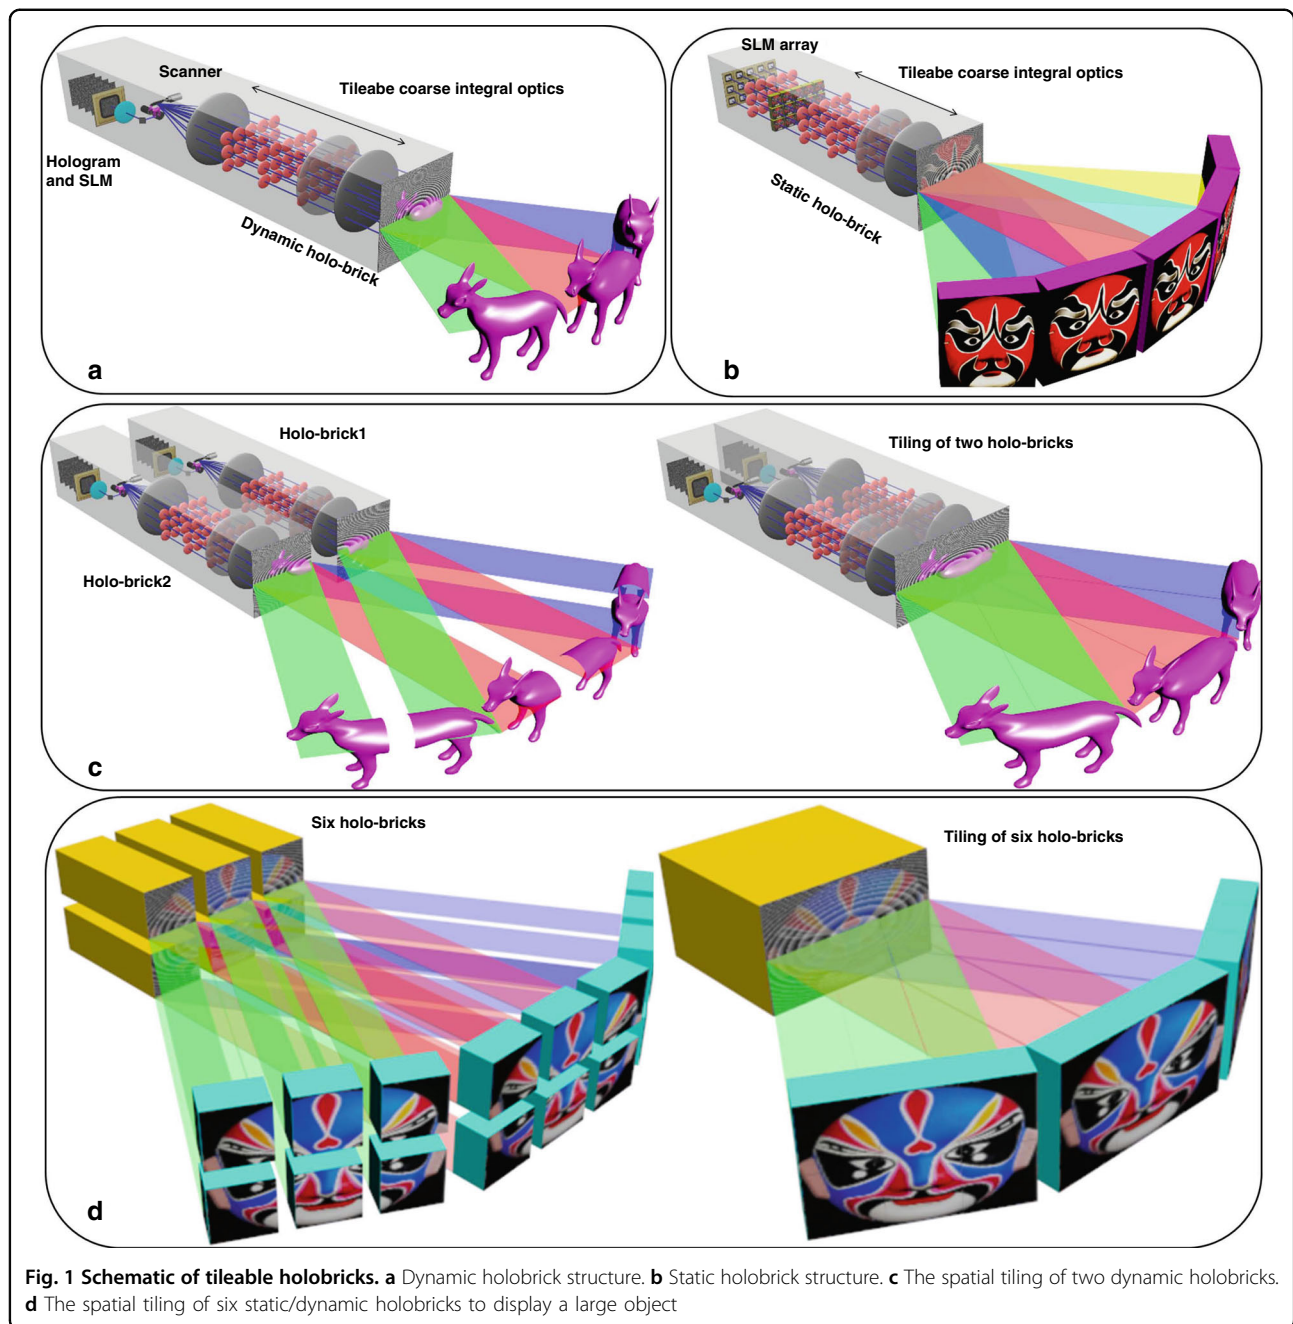 Scanner
Tileabe coarse integral optics
Hologram
and SLM
Dynamic holo-brick
a
SLM array
Tileabe coarse integral optics
Static holo-brick
b
Holo-brick1
Holo-brick2
Tiling of two holo-bricks
c
Six holo-bricks
Tiling of six holo-bricks
d
Fig. 1 Schematic of tileable holobricks. a Dynamic holobrick structure. b Static holobrick structure. c The spatial tiling of two dynamic holobricks.
d The spatial tiling of six static/dynamic holobricks to display a large object